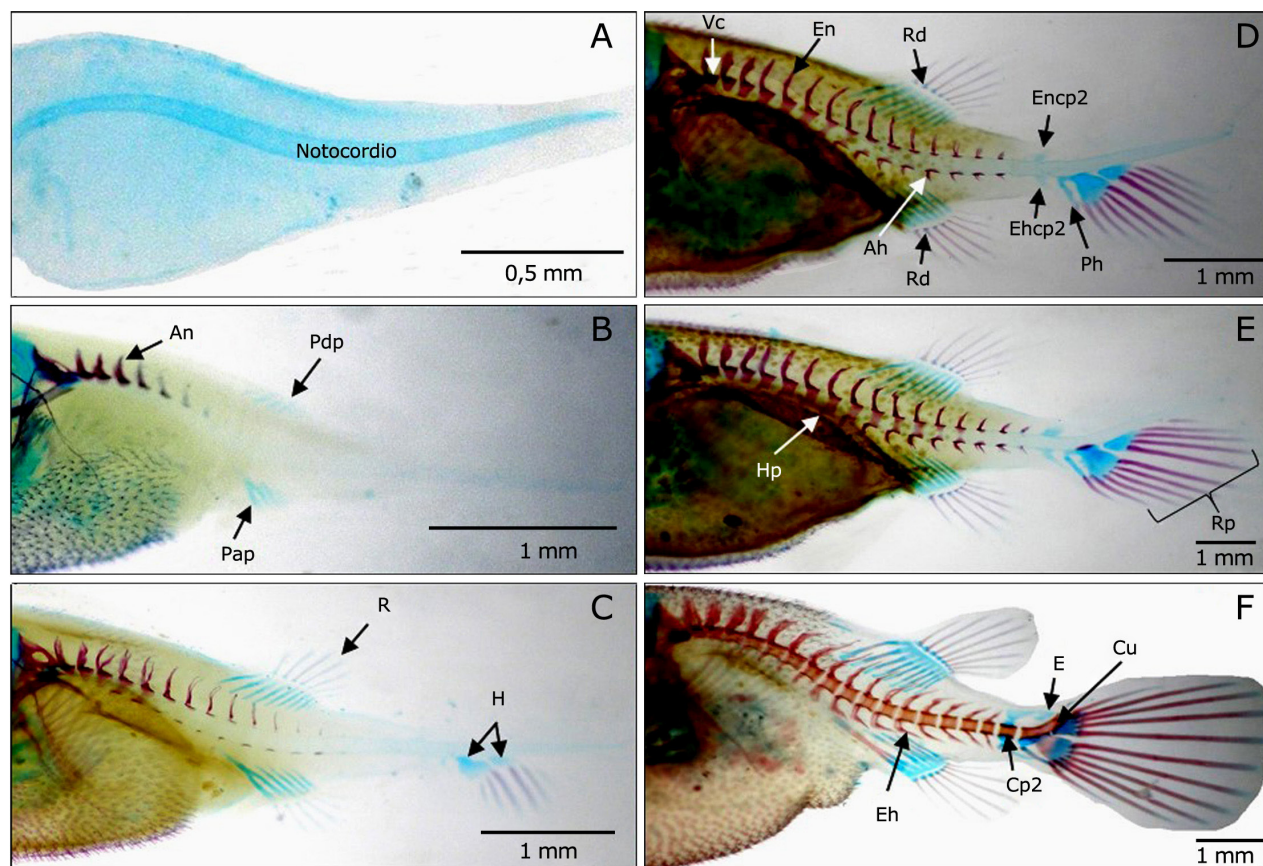 A
Notocordio
0,5 mm
B
An
Pdp
Pap
1 mm
C
R
H
1 mm
D
Vc
En
Rd
Encp2
Ah
Rd
Ehcp2
Ph
1 mm
E
Hp
Rp
1 mm
F
E
Cu
Eh
Cp2
1 mm